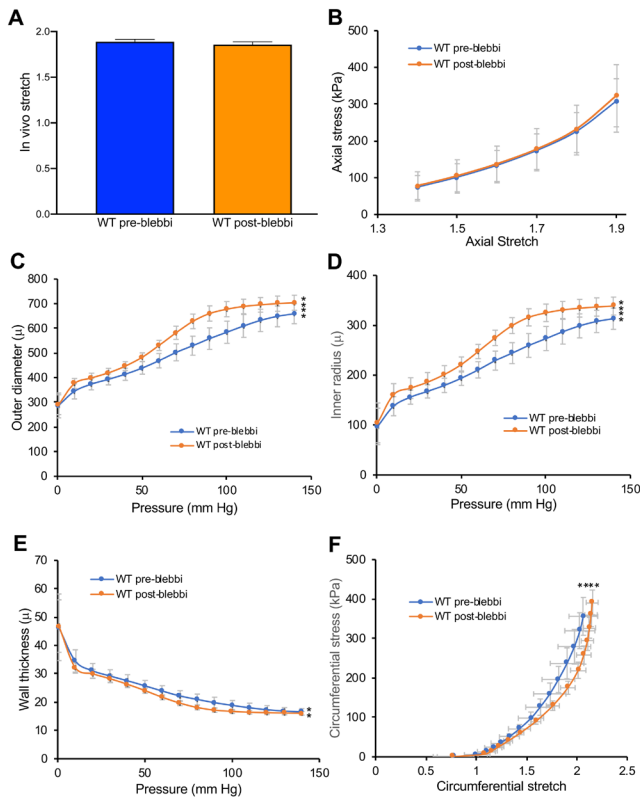 A
2.0
1.5
1.0
0.5
0.0
In vivo stretch
WT pre-blebbi
WT post-blebbi
B
WT pre-blebbi
WT post-blebbi
500
400
300
200
100
0
Axial stress (kPa)
1.3
1.5
1.7
1.9
Axial Stretch
C
800
700
600
500
400
300
200
100
0
Outer diameter (μ)
****
WT pre-blebbi
WT post-blebbi
0
50
100
150
Pressure (mm Hg)
D
400
300
200
100
0
Inner radius (μ)
****
WT pre-blebbi
WT post-blebbi
0
50
100
150
Pressure (mm Hg)
E
70
60
50
40
30
20
10
0
Wall thickness (μ)
WT pre-blebbi
WT post-blebbi
**
0
50
100
150
Pressure (mm Hg)
F
500
400
300
200
100
0
Circumferential stress (kPa)
WT pre-blebbi
WT post-blebbi
****
0
0.5
1
1.5
2
2.5
Circumferential stretch